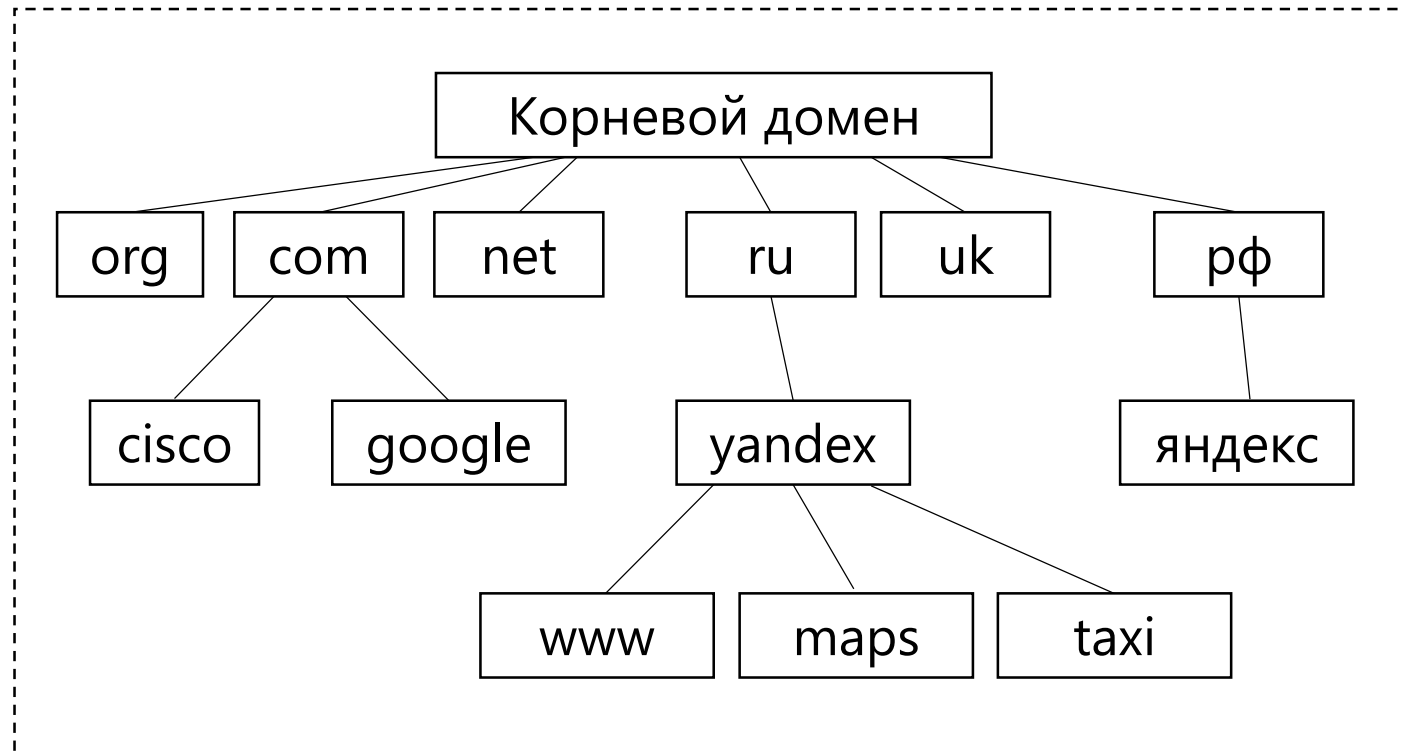 Корневой домен
org
com
net
ru
uk
рф
cisco
google
yandex
яндекс
www
maps
taxi